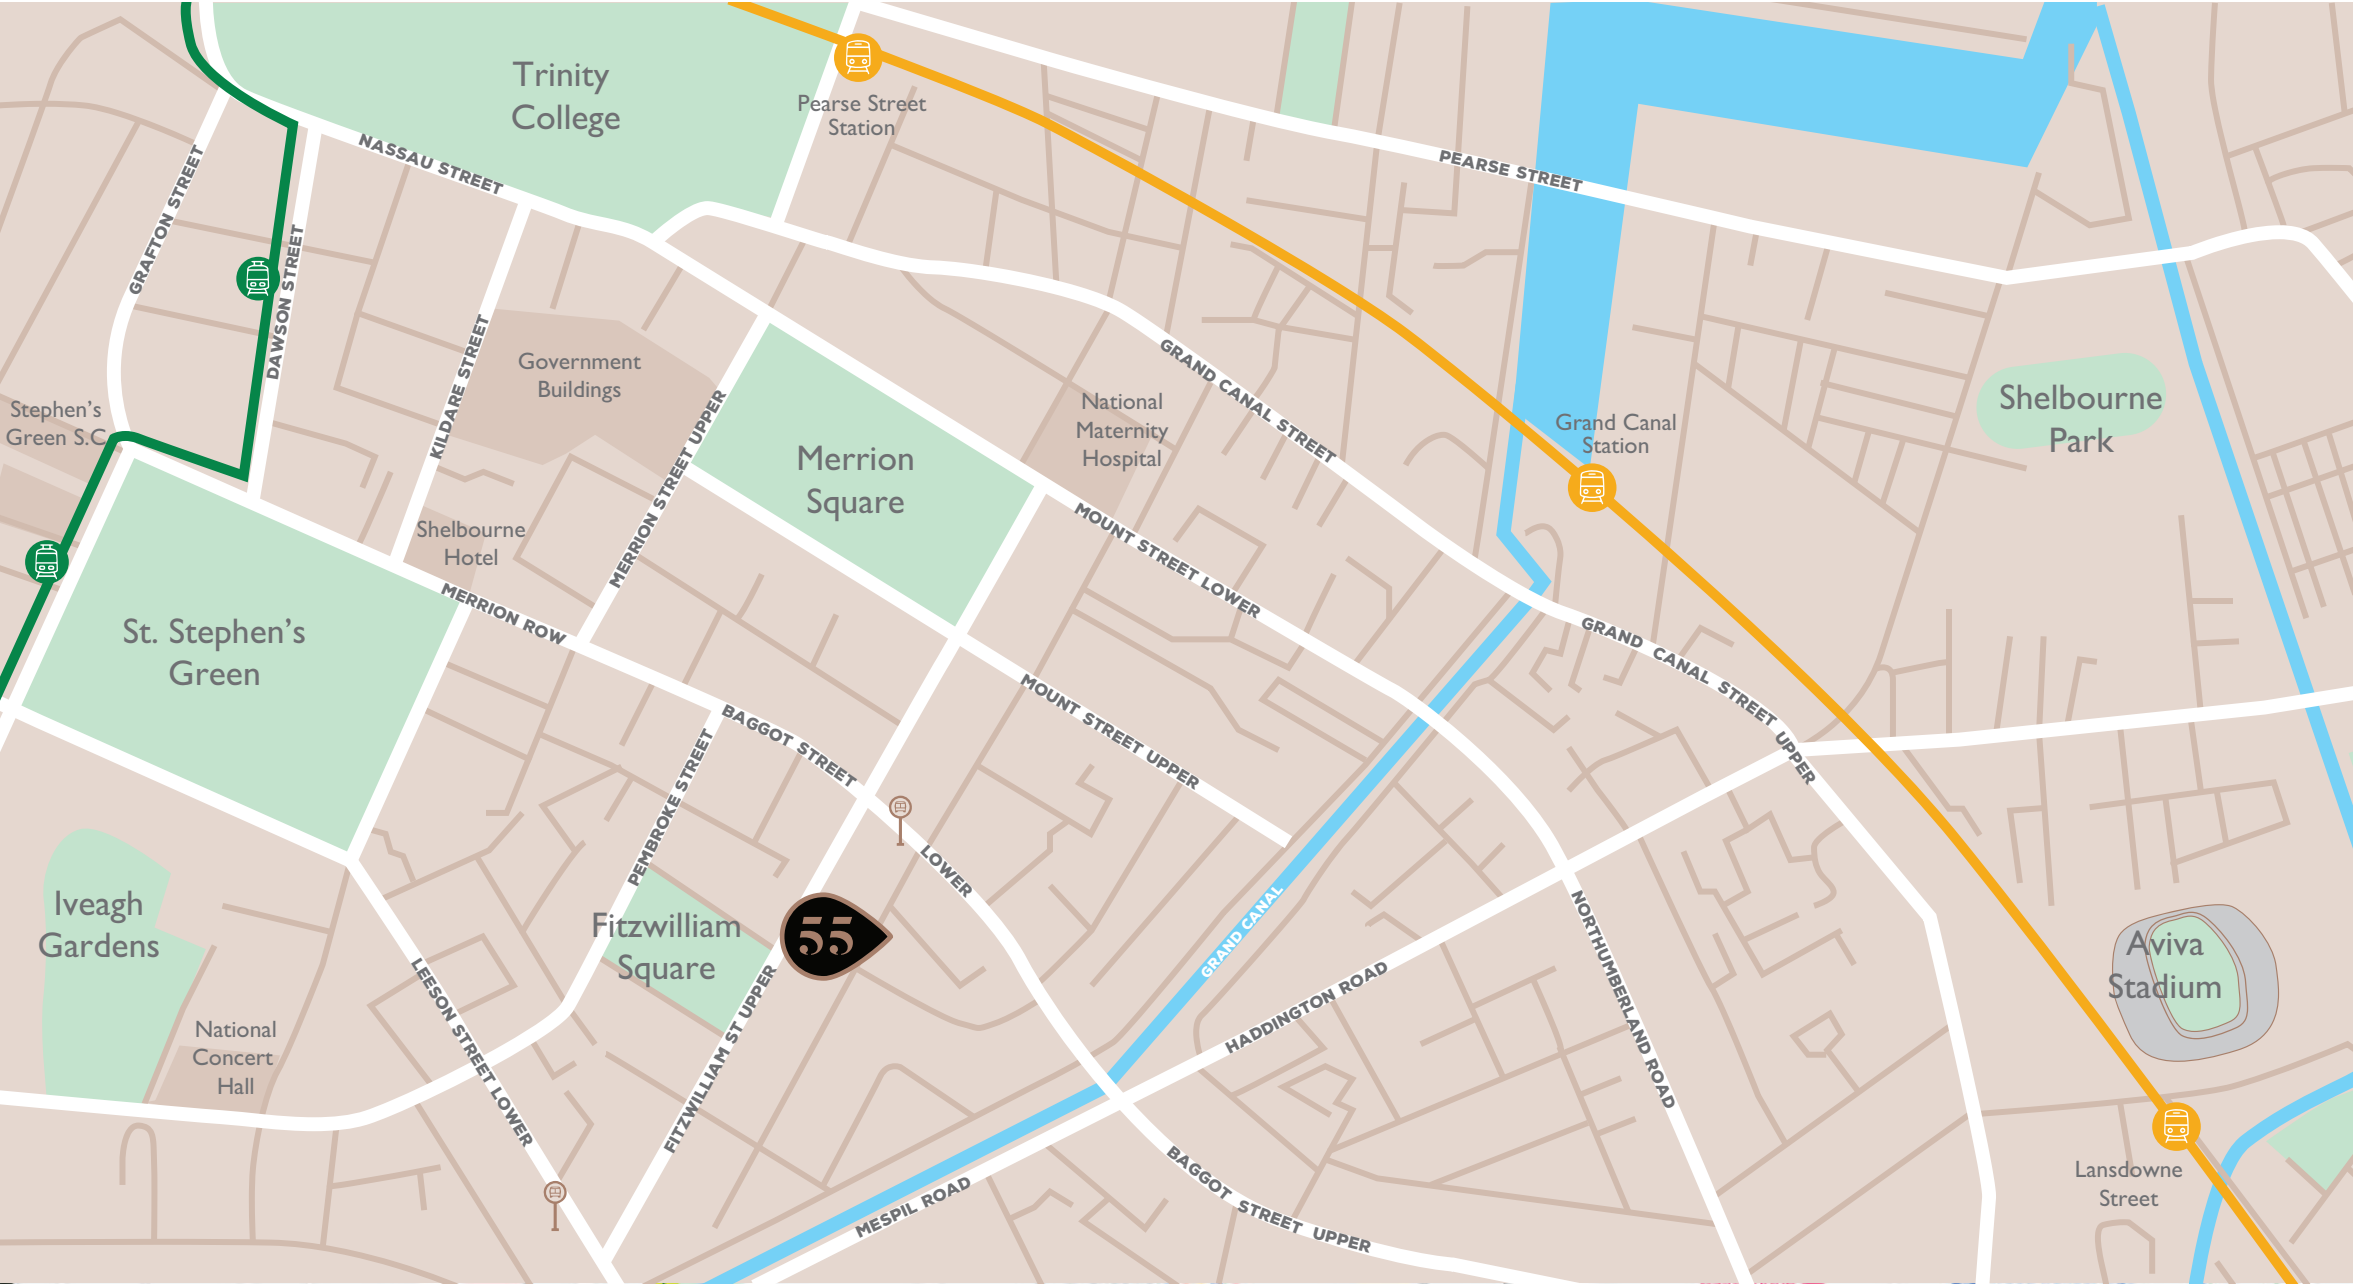 Trinity
College
Pearse Street
Station
NASSAU STREET
PEARSE STREET
GRAFTON STREET
DAWSON STREET
KILDARE STREET
Government
Buildings
MERRION STREET UPPER
Stephen's
Green S.C
Merrion
Square
National
Maternity
Hospital
GRAND CANAL STREET
Grand Canal
Station
Shelbourne
Park
Shelbourne
Hotel
MERRION ROW
MOUNT STREET LOWER
St. Stephen's
Green
GRAND CANAL STREET UPPER
MOUNT STREET UPPER
BAGGOT STREET LOWER
PEMBROKE STREET
Iveagh
Gardens
Fitzwilliam
Square
55
GRAND CANAL
HADDINGTON ROAD
NORTHUMBERLAND ROAD
Aviva
Stadium
LEESON STREET LOWER
FITZWILLIAM ST UPPER
National
Concert
Hall
MESPIL ROAD
BAGGOT STREET UPPER
Lansdowne
Street